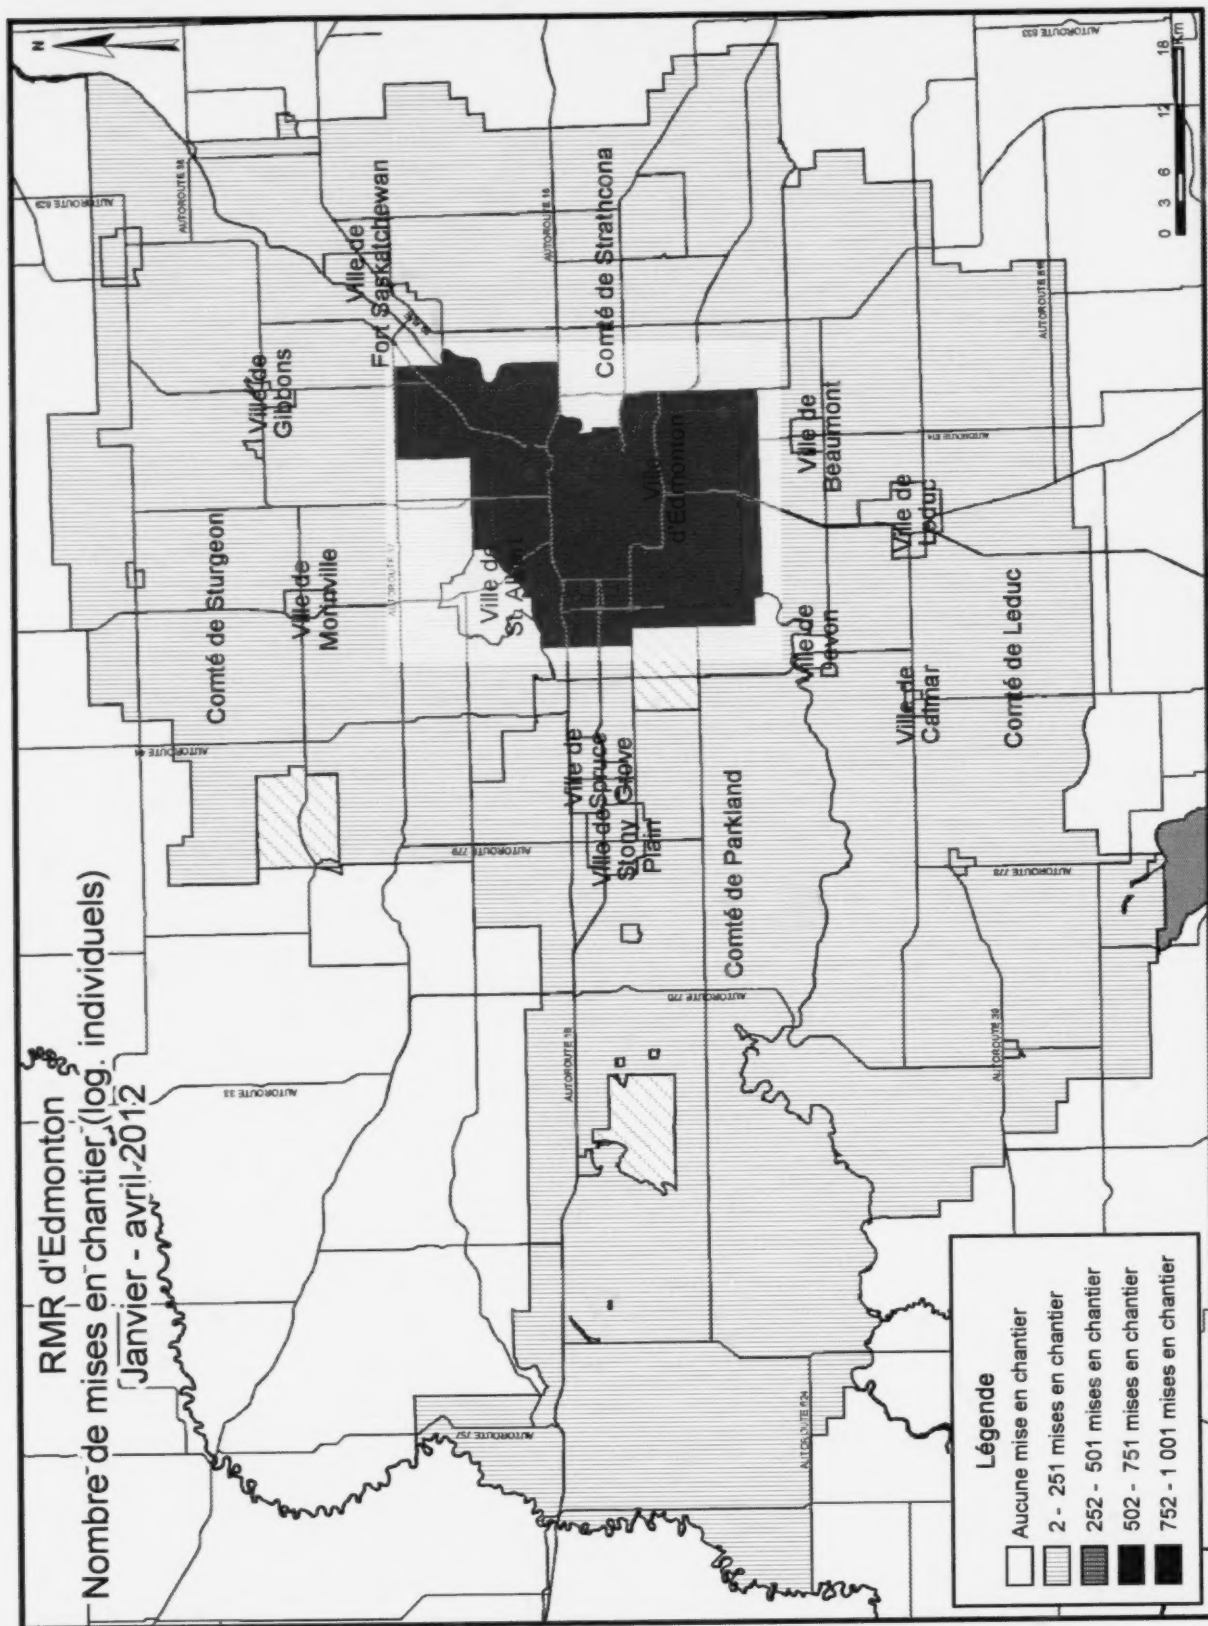 RMR d'Edmonton
Nombre de mises en chantier (log. individuels)
Janvier - avril 2012
N
AUTOROUTE 33
AUTOROUTE 44
AUTOROUTE 38
AUTOROUTE 829
AUTOROUTE 833
Comté de Sturgeon
Ville de
Gibbons
Ville de
Morinville
Ville de
Fort Saskatchewan
AUTOROUTE 757
AUTOROUTE 779
Ville de
St. Albert
AUTOROUTE 16
AUTOROUTE 16
Ville de
Spruce
Grove
Ville de
Stony
Plain
Ville
d'Edmonton
Comté de Strathcona
AUTOROUTE 770
Comté de Parkland
AUTOROUTE 624
Ville de
Devon
Ville de
Beaumont
Ville de
Calmar
Ville de
Leduc
AUTOROUTE 814
AUTOROUTE 39
AUTOROUTE 778
Comté de Leduc
Légende
Aucune mise en chantier
2 - 251 mises en chantier
252 - 501 mises en chantier
502 - 751 mises en chantier
752 - 1 001 mises en chantier
0 3 6 12 18
Km